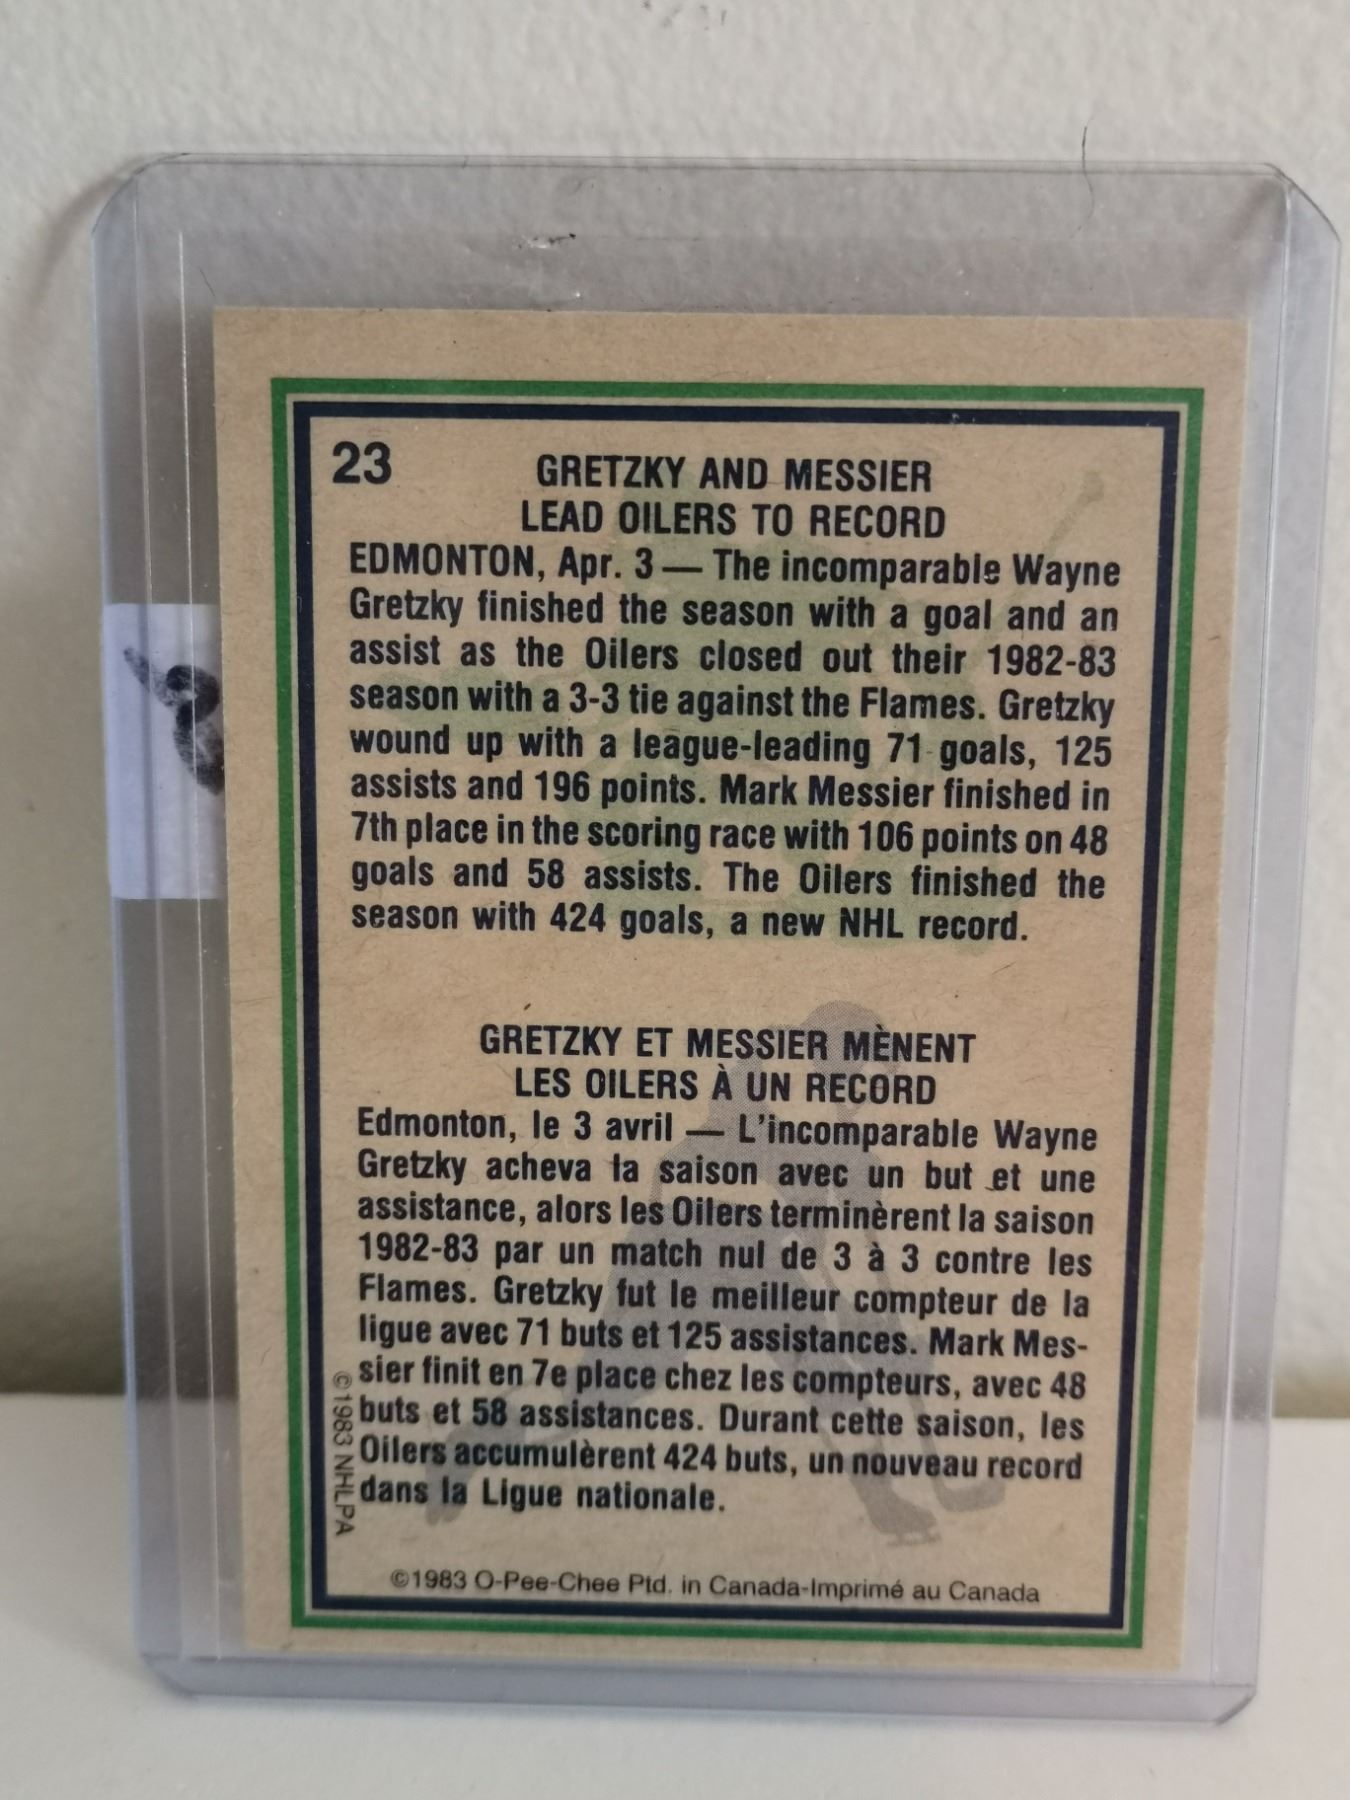 23
GRETZKY AND MESSIER
LEAD OILERS TO RECORD
EDMONTON, Apr. 3 — The incomparable Wayne
Gretzky finished the season with a goal and an
assist as the Oilers closed out their 1982-83
season with a 3-3 tie against the Flames. Gretzky
wound up with a league-leading 71 goals, 125
assists and 196 points. Mark Messier finished in
7th place in the scoring race with 106 points on 48
goals and 58 assists. The Oilers finished the
season with 424 goals, a new NHL record.
GRETZKY ET MESSIER MÈNENT
LES OILERS À UN RECORD
Edmonton, le 3 avril — L'incomparable Wayne
Gretzky acheva la saison avec un but et une
assistance, alors les Oilers terminèrent la saison
1982-83 par un match nul de 3 à 3 contre les
Flames. Gretzky fut le meilleur compteur de la
ligue avec 71 buts et 125 assistances. Mark Mes-
sier finit en 7e place chez les compteurs, avec 48
buts et 58 assistances. Durant cette saison, les
Oilers accumulèrent 424 buts, un nouveau record
dans la Ligue nationale.
©1983 NHLPA
©1983 O-Pee-Chee Ptd. in Canada-Imprimé au Canada